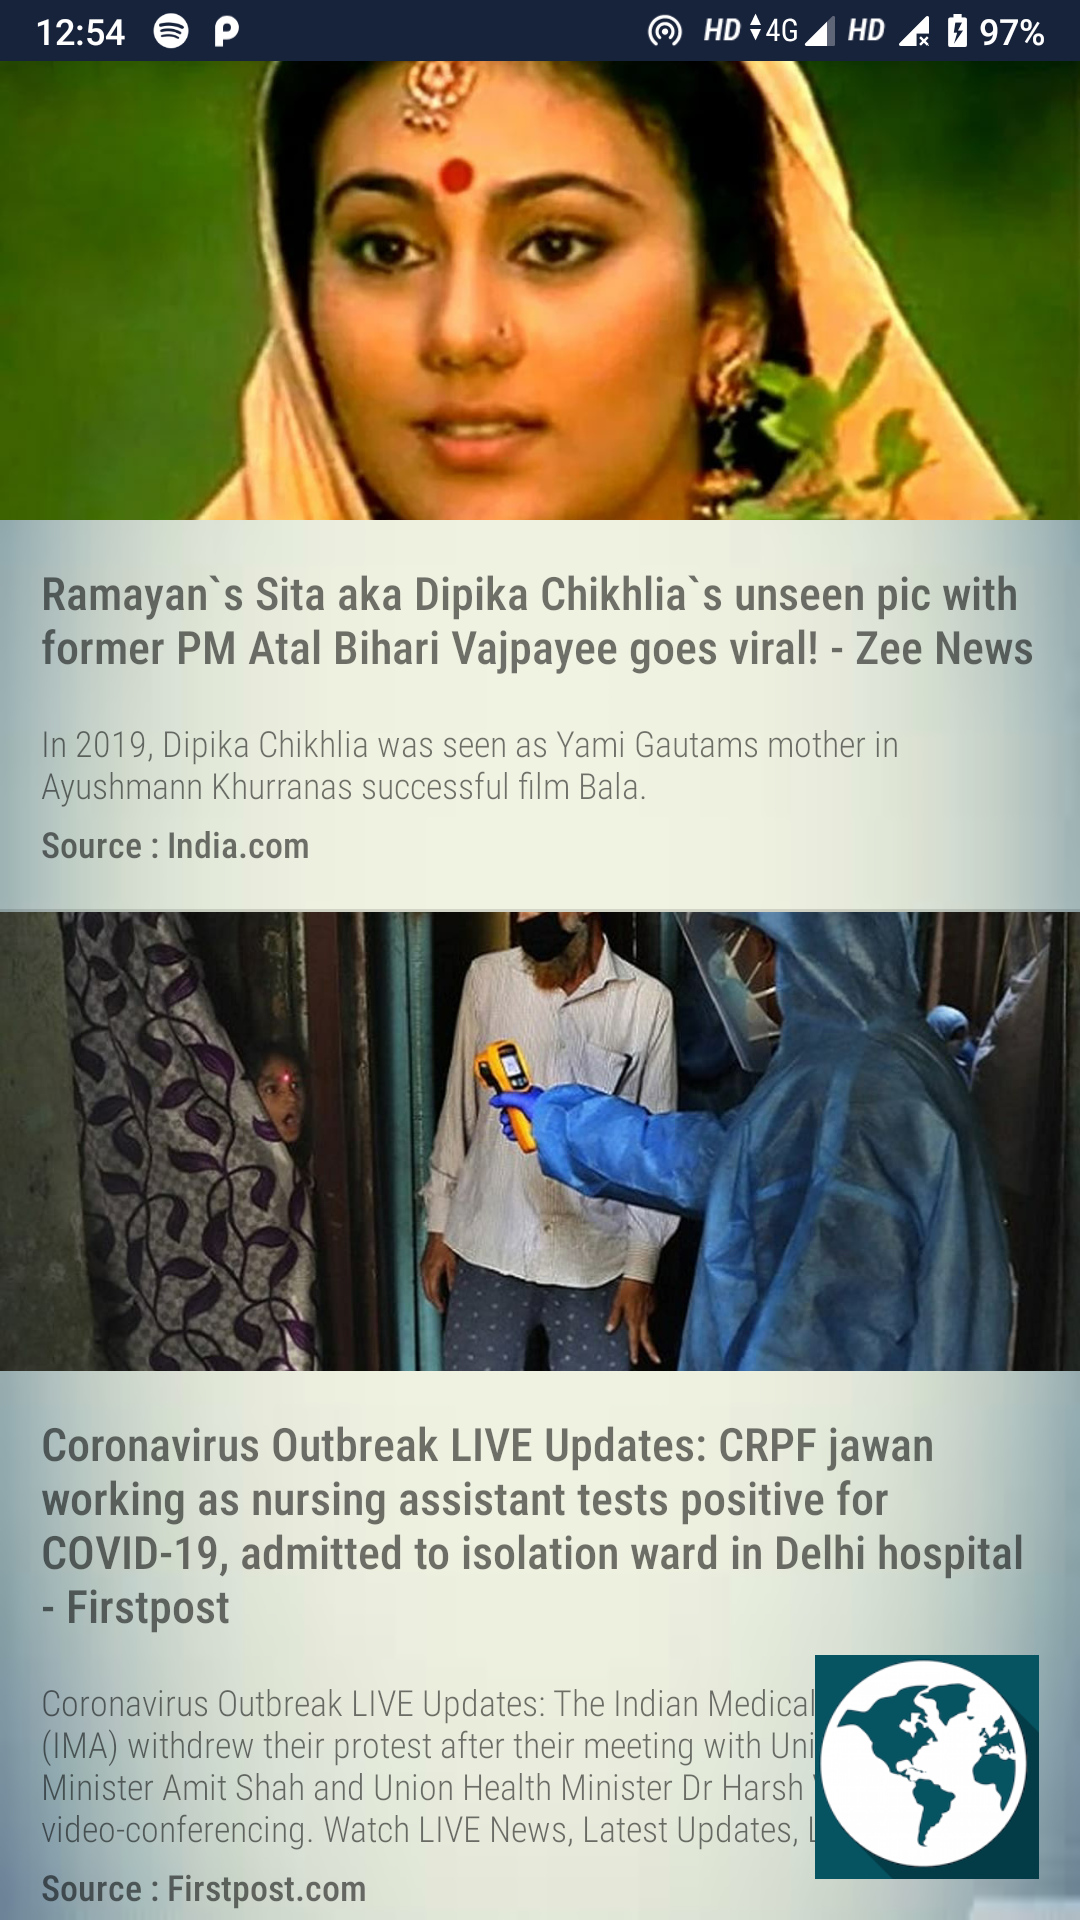 12:54 HD 4G HD 97%
Ramayan`s Sita aka Dipika Chikhlia`s unseen pic with
former PM Atal Bihari Vajpayee goes viral! - Zee News
In 2019, Dipika Chikhlia was seen as Yami Gautams mother in
Ayushmann Khurranas successful film Bala.
Source : India.com
Coronavirus Outbreak LIVE Updates: CRPF jawan
working as nursing assistant tests positive for
COVID-19, admitted to isolation ward in Delhi hospital
- Firstpost
Coronavirus Outbreak LIVE Updates: The Indian Medical
(IMA) withdrew their protest after their meeting with
Minister Amit Shah and Union Health Minister Dr Harsh
video-conferencing. Watch LIVE News, Latest Updates,
Source : Firstpost.com